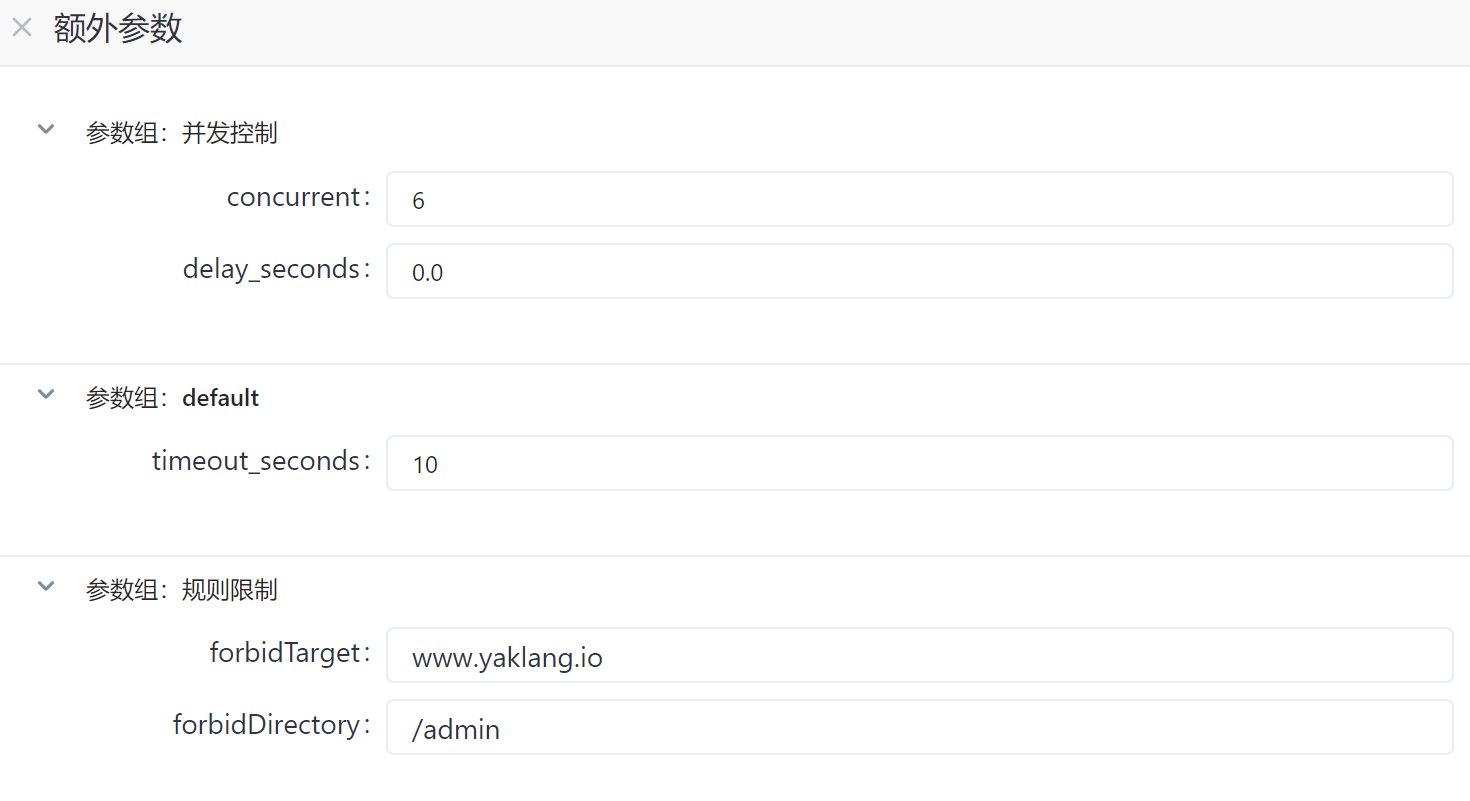 额外参数
参数组：并发控制
concurrent： 6
delay_seconds： 0.0
参数组：default
timeout_seconds： 10
参数组：规则限制
forbidTarget： www.yaklang.io
forbidDirectory： /admin